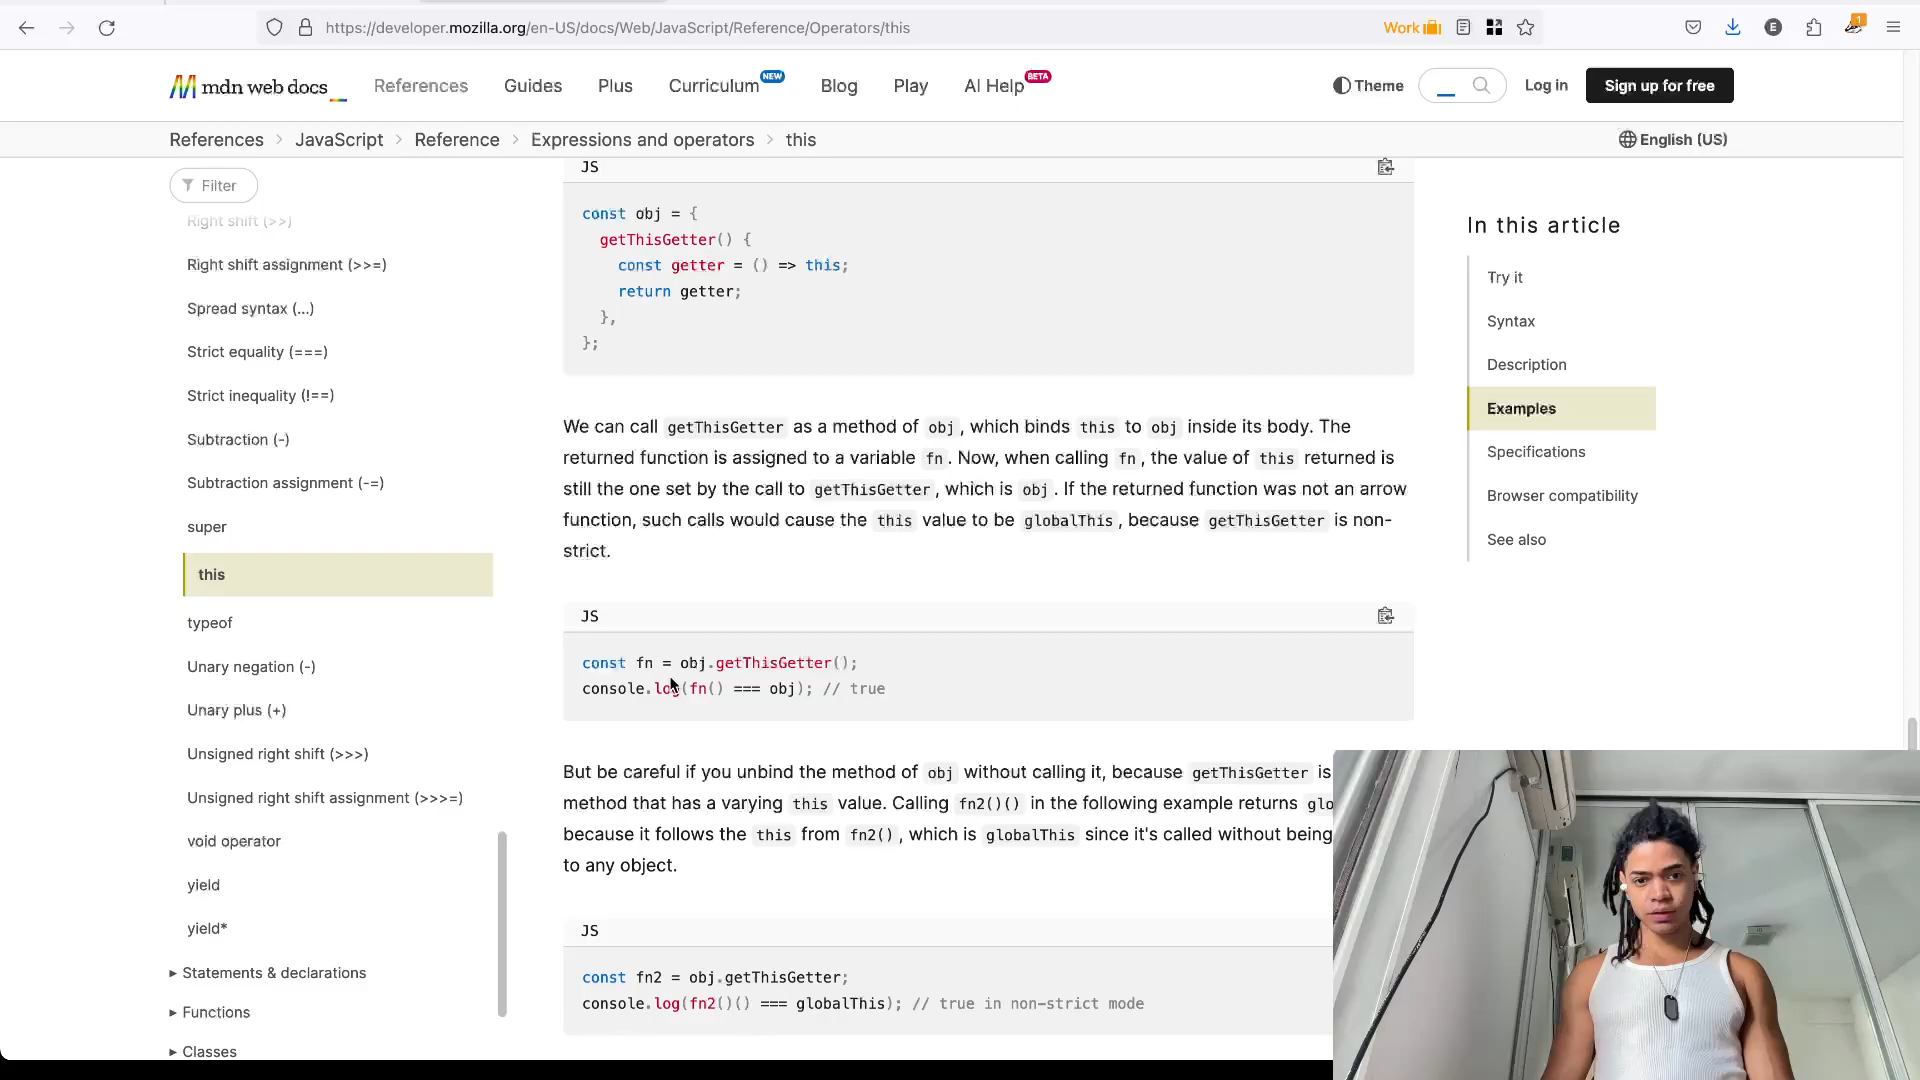 https://developer.mozilla.org/en-US/docs/Web/JavaScript/Reference/Operators/this
Work
E
1
mdn web docs
References
Guides
Plus
Curriculum NEW
Blog
Play
AI Help BETA
Theme
Log in
Sign up for free
References > JavaScript > Reference > Expressions and operators > this
English (US)
Filter
Right shift (>>)
Right shift assignment (>>=)
Spread syntax (...)
Strict equality (===)
Strict inequality (!==)
Subtraction (-)
Subtraction assignment (-=)
super
this
typeof
Unary negation (-)
Unary plus (+)
Unsigned right shift (>>>)
Unsigned right shift assignment (>>>=)
void operator
yield
yield*
Statements & declarations
Functions
Classes
JS
const obj = {
getThisGetter() {
const getter = () => this;
return getter;
},
};
We can call getThisGetter as a method of obj, which binds this to obj inside its body. The
returned function is assigned to a variable fn. Now, when calling fn, the value of this returned is
still the one set by the call to getThisGetter, which is obj. If the returned function was not an arrow
function, such calls would cause the this value to be globalThis, because getThisGetter is non-
strict.
JS
const fn = obj.getThisGetter();
console.log(fn() === obj); // true
But be careful if you unbind the method of obj without calling it, because getThisGetter is
method that has a varying this value. Calling fn2()() in the following example returns glo
because it follows the this from fn2(), which is globalThis since it's called without being
to any object.
JS
const fn2 = obj.getThisGetter;
console.log(fn2()() === globalThis); // true in non-strict mode
In this article
Try it
Syntax
Description
Examples
Specifications
Browser compatibility
See also